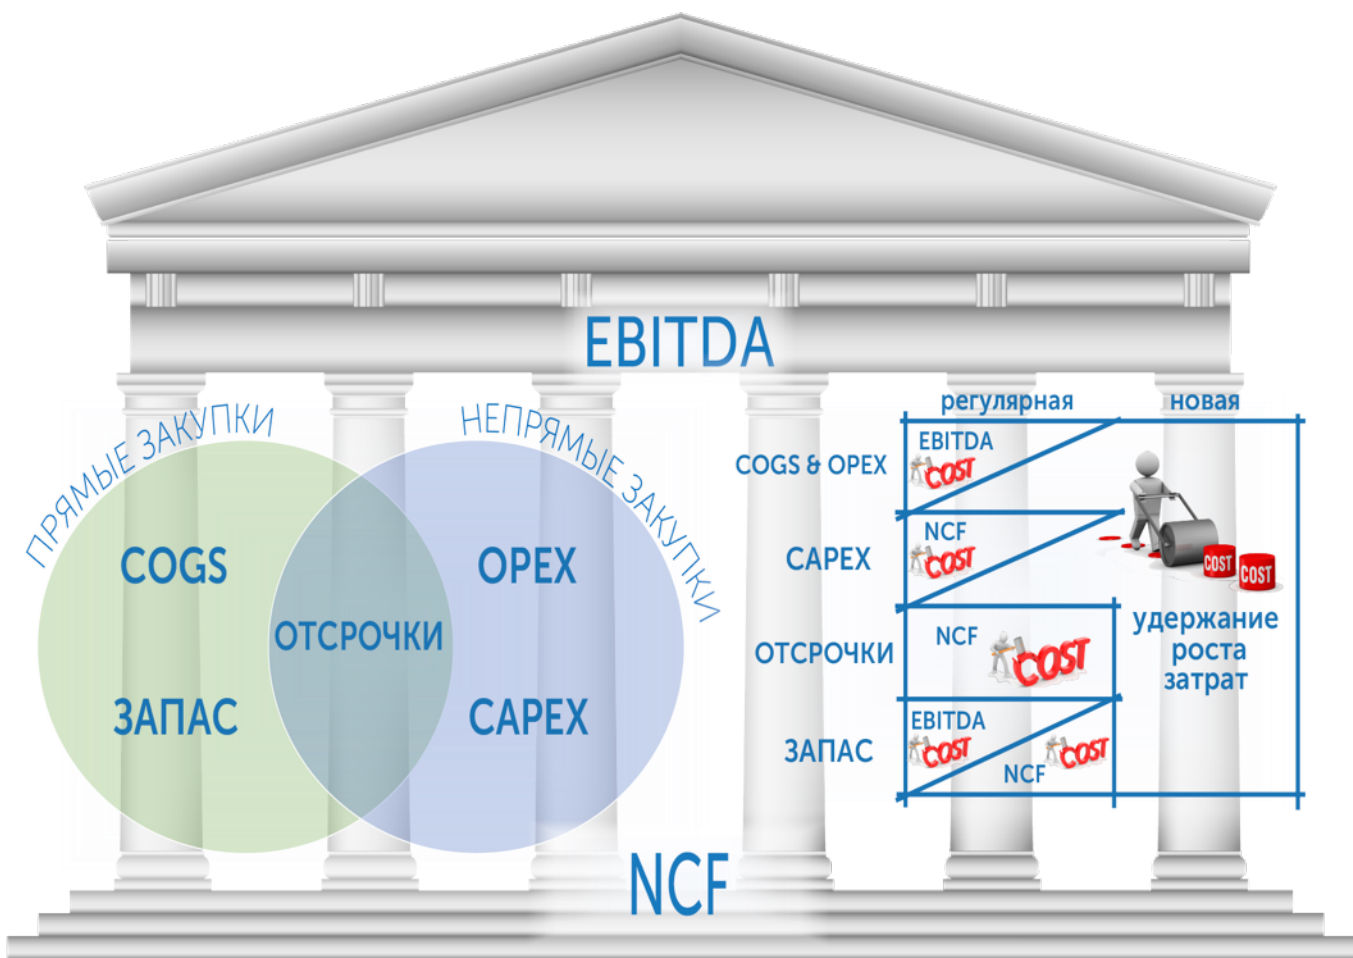 EBITDA
ПРЯМЫЕ ЗАКУПКИ
НЕПРЯМЫЕ ЗАКУПКИ
COGS
OPEX
ОТСРОЧКИ
ЗАПАС
CAPEX
регулярная
новая
COGS & OPEX
EBITDA
COST
CAPEX
NCF
COST
COST
COST
удержание
роста
затрат
ОТСРОЧКИ
NCF
COST
ЗАПАС
EBITDA
COST
NCF
COST
NCF